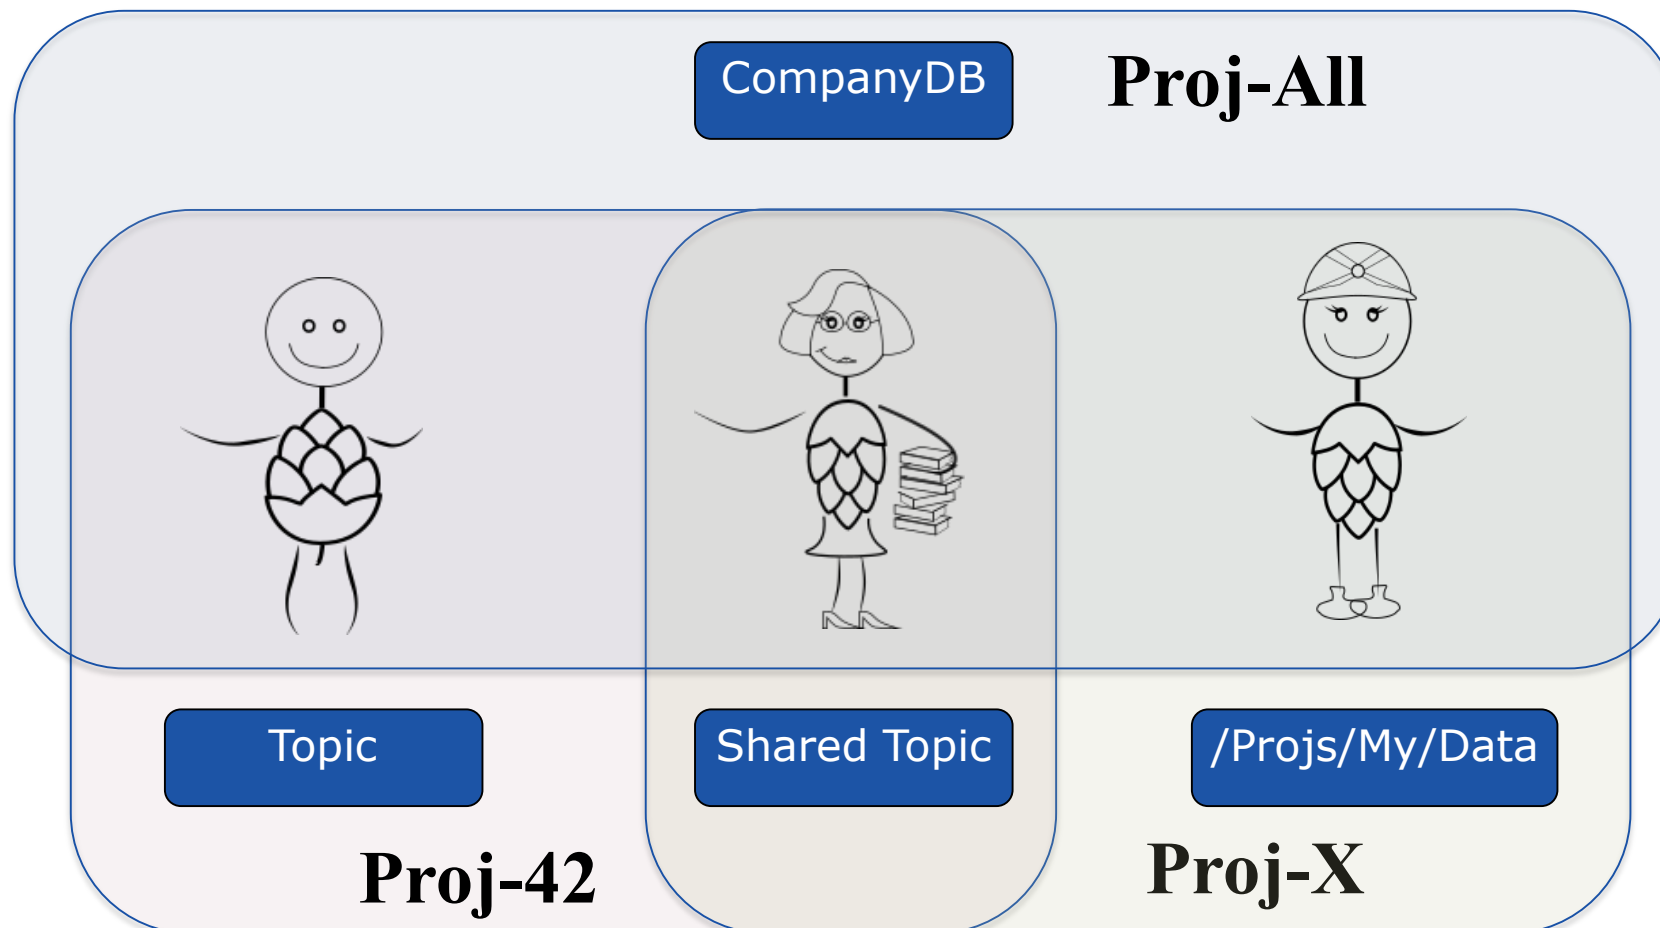 CompanyDB
Proj-All
Topic
Shared Topic
/Projs/My/Data
Proj-42
Proj-X